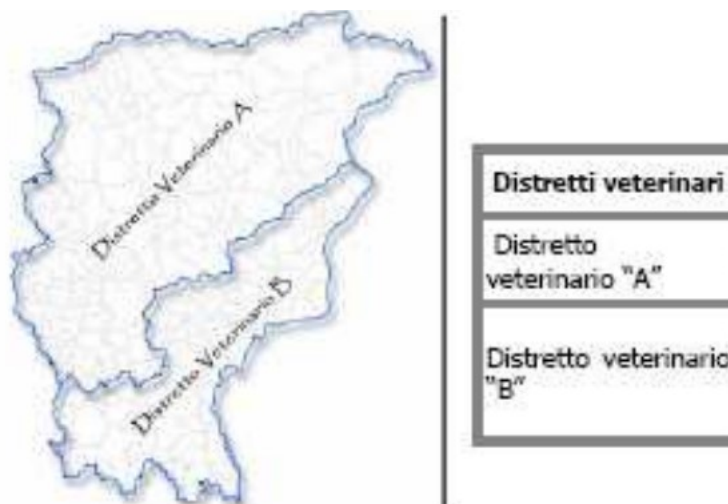 Distretto Veterinario A
Distretto Veterinario B
Distretti veterinari
Distretto
veterinario "A"
Distretto veterinario
"B"